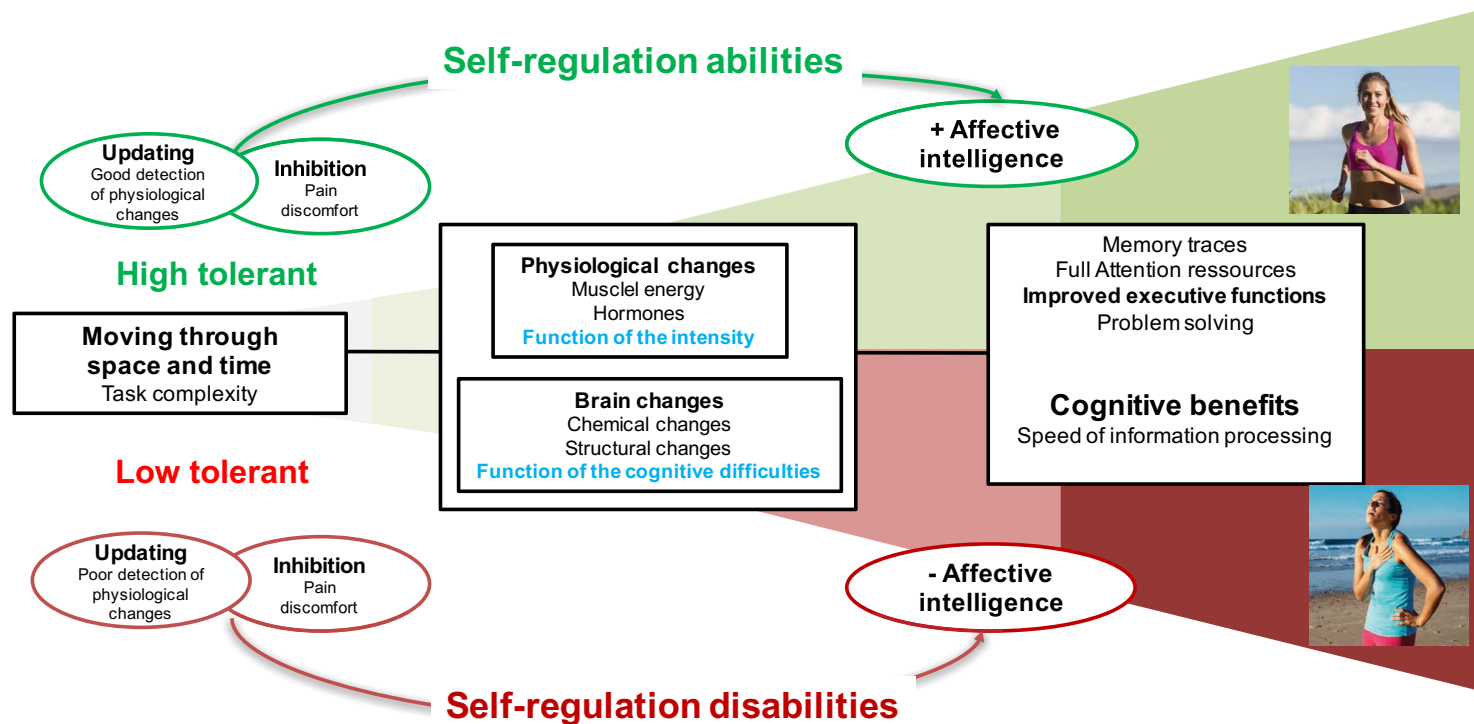 Self-regulation abilities
Updating
Good detection
of physiological
changes
Inhibition
Pain
discomfort
+ Affective
intelligence
High tolerant
Moving through
space and time
Task complexity
Physiological changes
Musclel energy
Hormones
Function of the intensity
Brain changes
Chemical changes
Structural changes
Function of the cognitive difficulties
Memory traces
Full Attention ressources
Improved executive functions
Problem solving
Cognitive benefits
Speed of information processing
Low tolerant
Updating
Poor detection of
physiological
changes
Inhibition
Pain
discomfort
- Affective
intelligence
Self-regulation disabilities